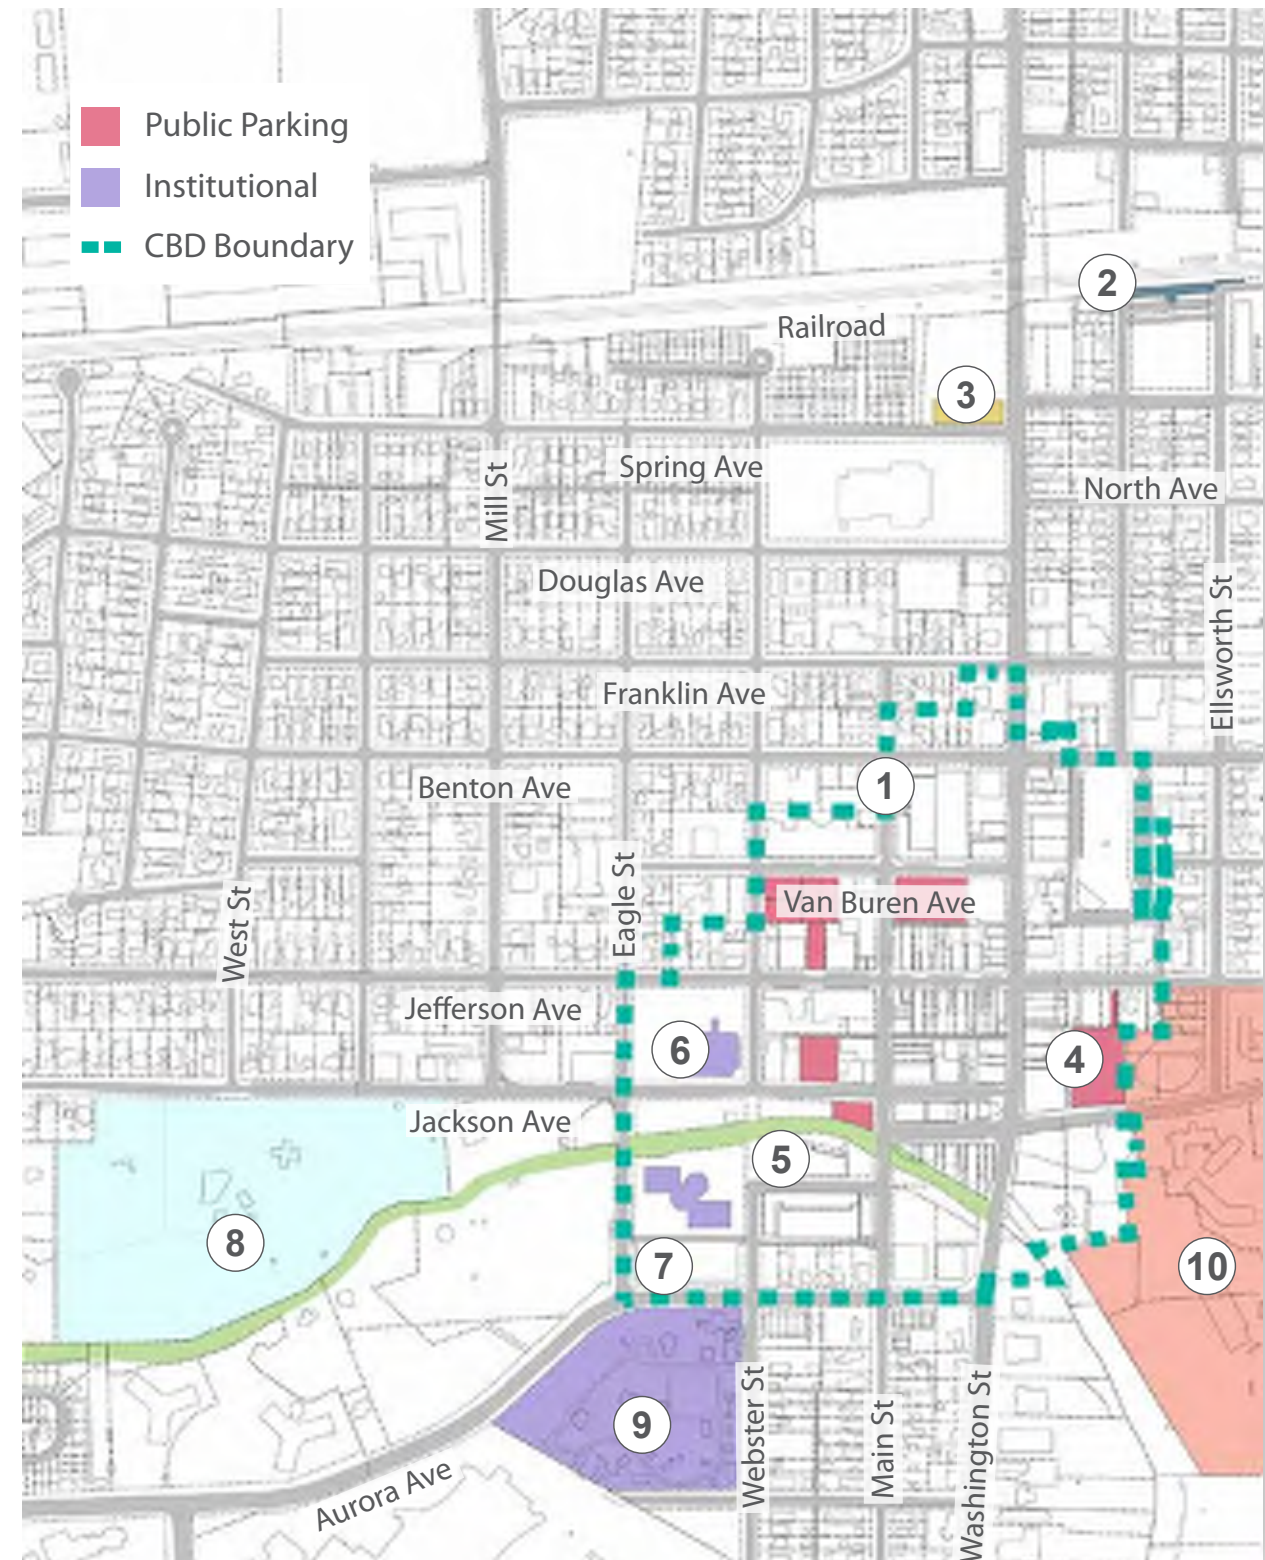 Public Parking
Institutional
CBD Boundary
2
Railroad
3
Spring Ave
Mill St
North Ave
Douglas Ave
Ellsworth St
Franklin Ave
1
Benton Ave
Eagle St
Van Buren Ave
West St
Jefferson Ave
6
4
Jackson Ave
5
8
7
10
9
Webster St
Main St
Washington St
Aurora Ave